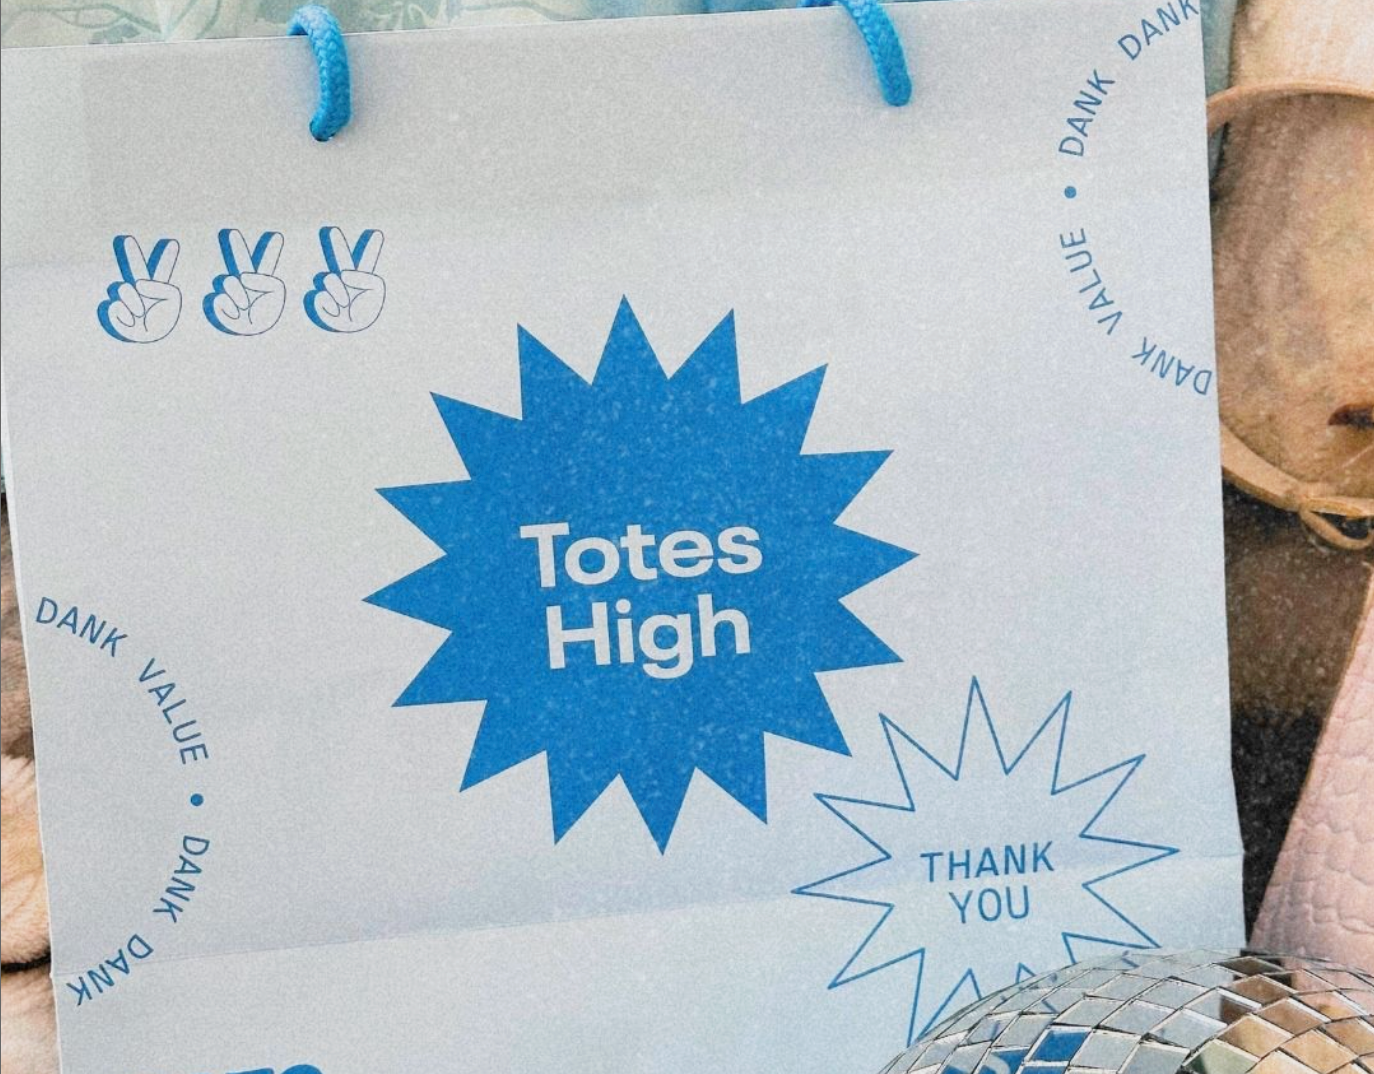 DANK DANK
• DANK VALUE
DANK
Totes
High
DANK VALUE • DANK
DANK
THANK
YOU